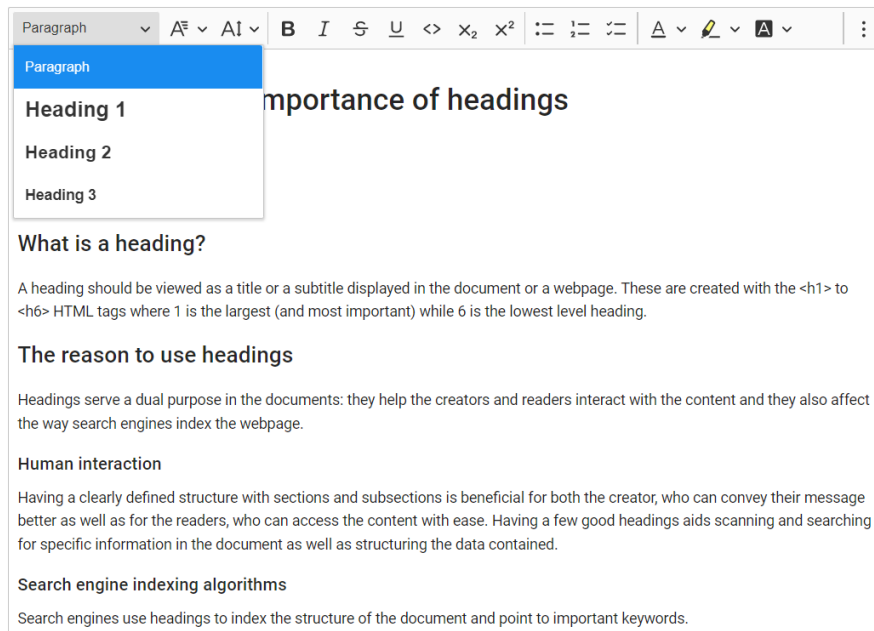 Paragraph
B I S U <> X₂ X² A A
Paragraph
Heading 1
Heading 2
Heading 3
of headings
What is a heading?
A heading should be viewed as a title or a subtitle displayed in the document or a webpage. These are created with the <h1> to
<h6> HTML tags where 1 is the largest (and most important) while 6 is the lowest level heading.
The reason to use headings
Headings serve a dual purpose in the documents: they help the creators and readers interact with the content and they also affect
the way search engines index the webpage.
Human interaction
Having a clearly defined structure with sections and subsections is beneficial for both the creator, who can convey their message
better as well as for the readers, who can access the content with ease. Having a few good headings aids scanning and searching
for specific information in the document as well as structuring the data contained.
Search engine indexing algorithms
Search engines use headings to index the structure of the document and point to important keywords.